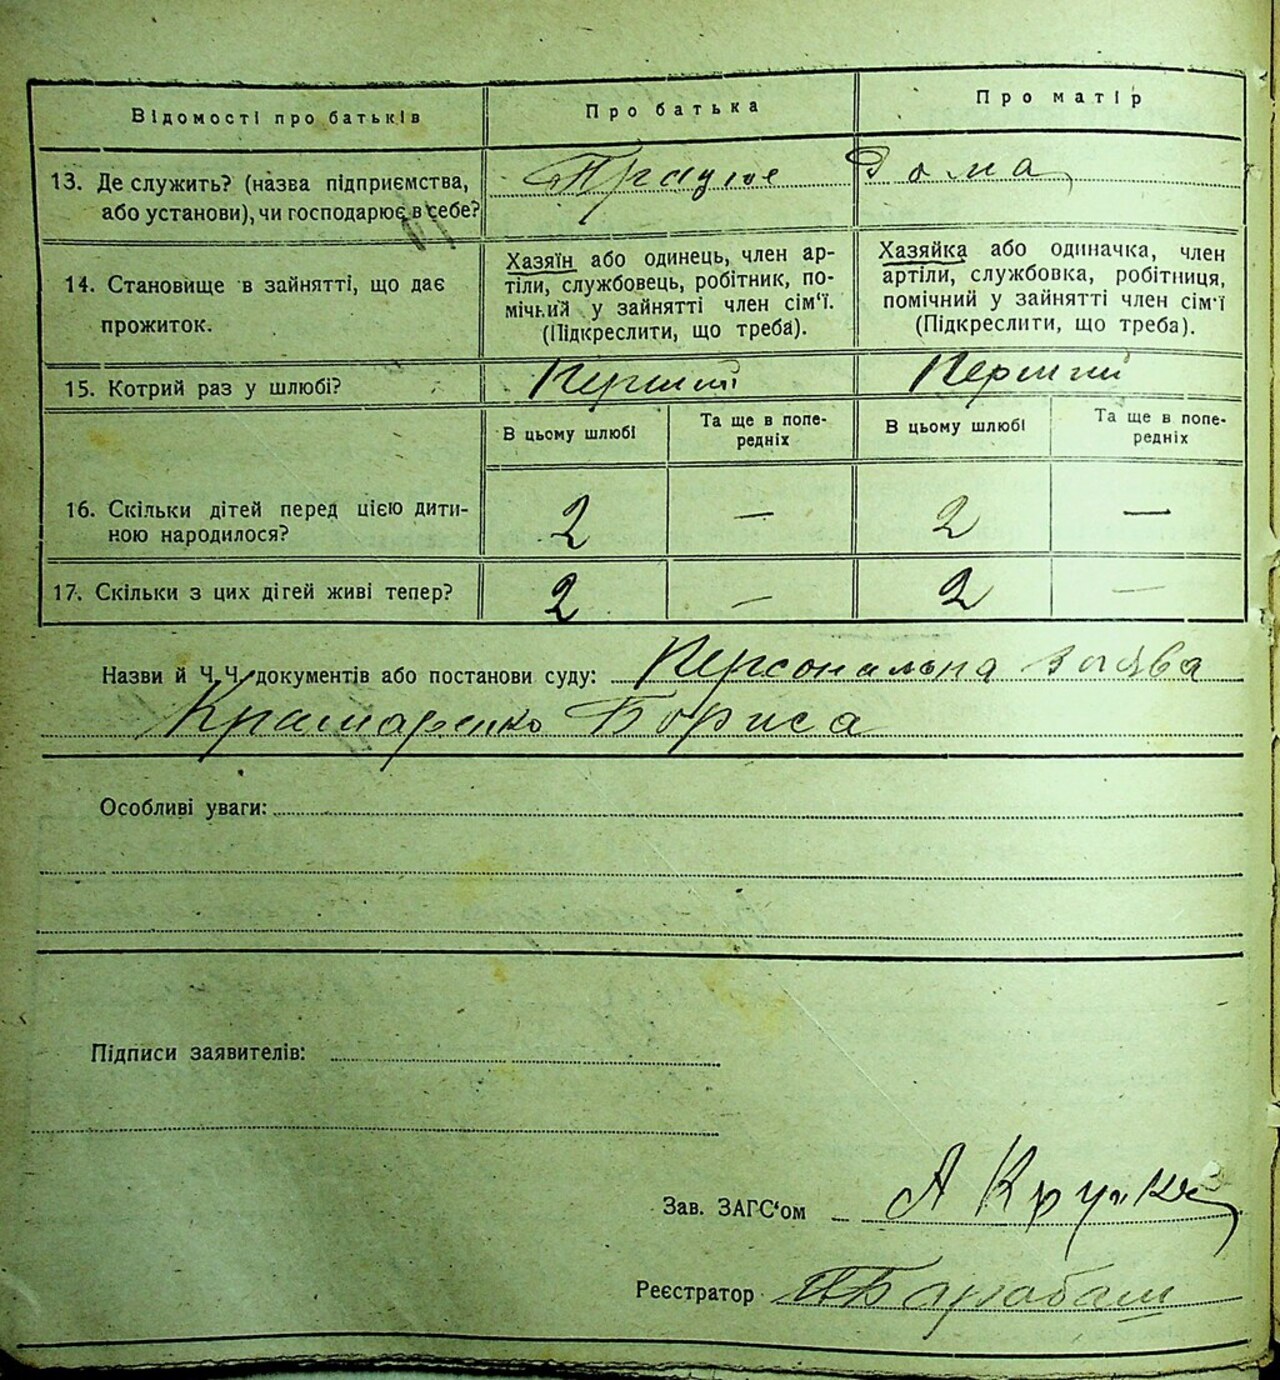 Відомості про батьків
Про батька
Про матір
13. Де служить? (назва підприємства,
або установи), чи господарює в себе?
Працює
Дома
14. Становище в зайнятті, що дає
прожиток.
Хазяїн або одинець, член ар-
тіли, службовець, робітник, по-
мічний у зайнятті член сім'ї.
(Підкреслити, що треба).
Хазяйка або одиначка, член
артіли, службовка, робітниця,
помічний у зайнятті член сім'ї
(Підкреслити, що треба).
15. Котрий раз у шлюбі?
Перший
Перший
В цьому шлюбі
Та ще в попе-
редніх
В цьому шлюбі
Та ще в попе-
редніх
16. Скільки дітей перед цією дити-
ною народилося?
2 — 2 —
17. Скільки з цих дітей живі тепер?
2 — 2 —
Назви й Ч.Ч. документів або постанови суду: Персональна заява
Крамаренко Бориса
Особливі уваги:
Підписи заявителів:
Зав. ЗАГС'ом А
Реєстратор Барабаш